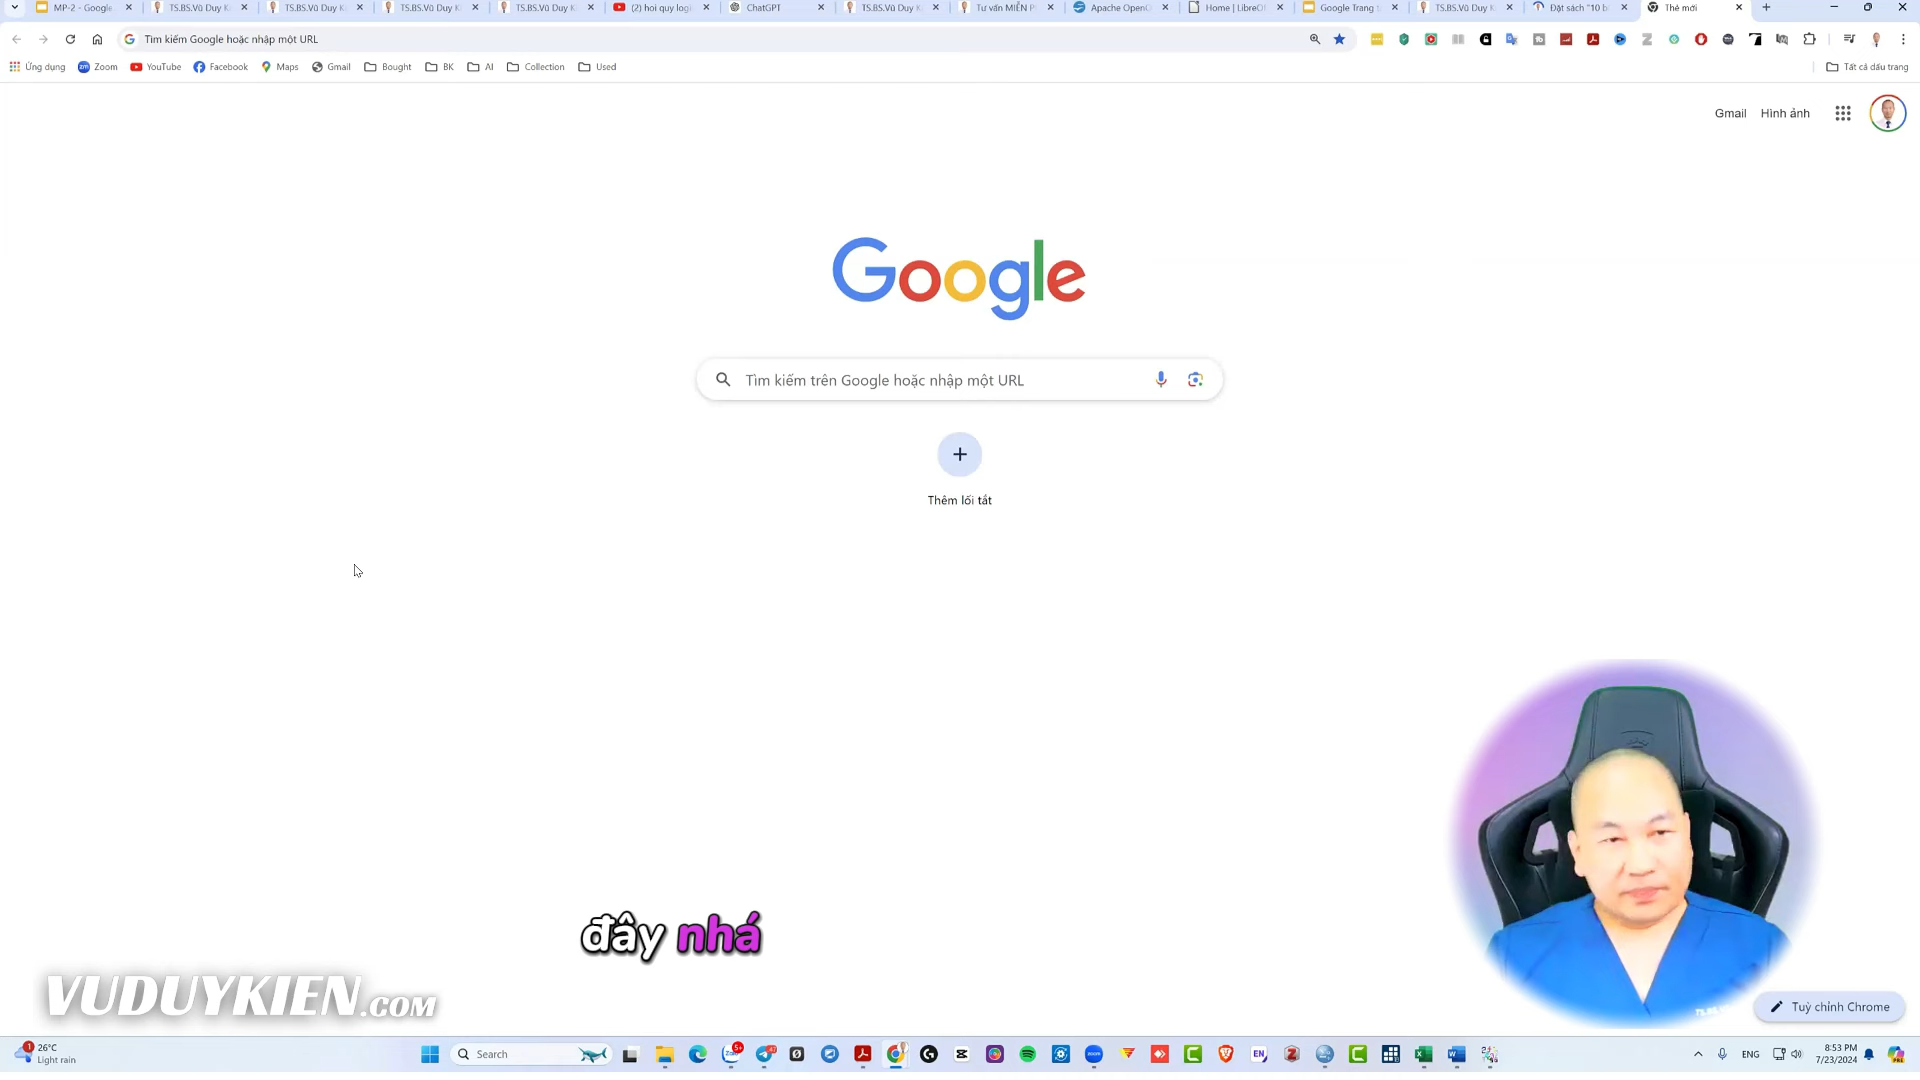 MP-2 - Google
TS.BS.Vũ Duy K
TS.BS.Vũ Duy K
TS.BS.Vũ Duy K
TS.BS.Vũ Duy K
(2) hoi quy logi
ChatGPT
TS.BS.Vũ Duy K
Tư vấn MIỄN P
Apache OpenO
Home | LibreO
Google Trang t
TS.BS.Vũ Duy K
Đặt sách "10 b
Thẻ mới
Tìm kiếm Google hoặc nhập một URL
Ứng dụng
Zoom
YouTube
Facebook
Maps
Gmail
Bought
BK
AI
Collection
Used
Tất cả dấu trang
Gmail
Hình ảnh
Google
Tìm kiếm trên Google hoặc nhập một URL
Thêm lối tắt
đây nhá
VUDUYKIEN.COM
Tuỳ chỉnh Chrome
26°C
Light rain
Search
ENG
8:53 PM
7/23/2024